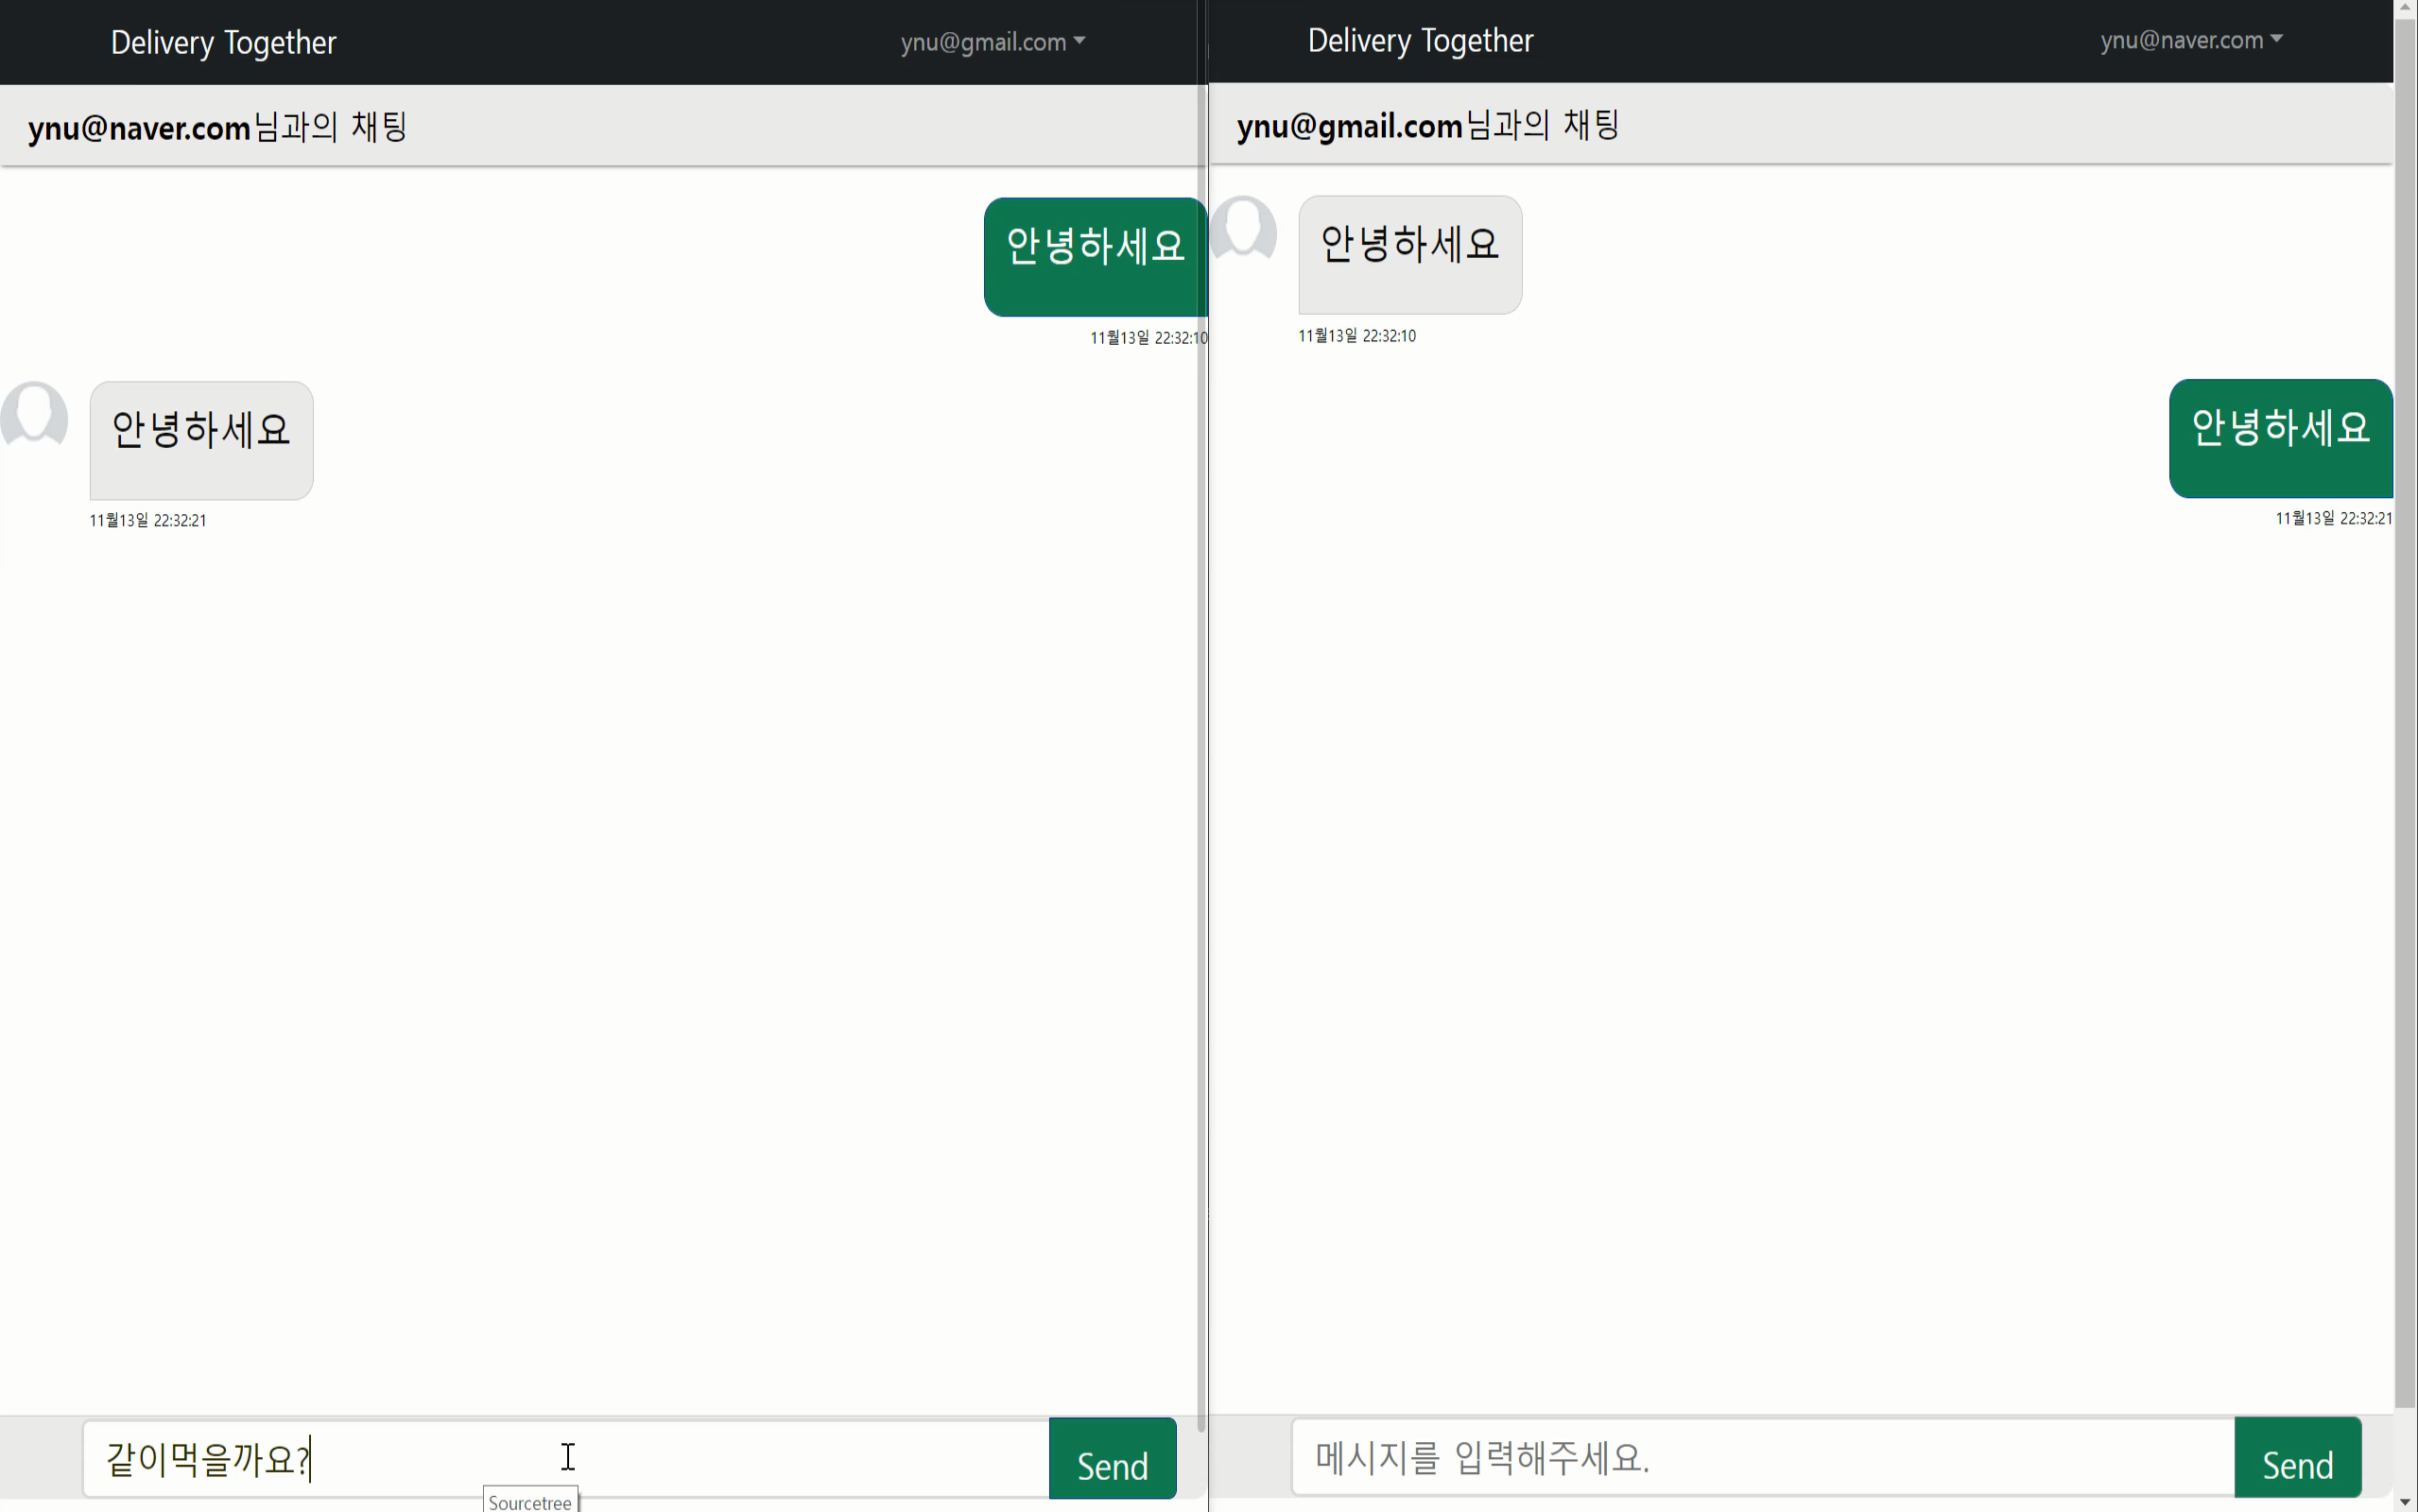 Delivery Together
ynu@gmail.com
ynu@naver.com님과의 채팅
안녕하세요
11월13일 22:32:10
안녕하세요
11월13일 22:32:21
같이먹을까요?
Send
Sourcetree
Delivery Together
ynu@naver.com
ynu@gmail.com님과의 채팅
안녕하세요
11월13일 22:32:10
안녕하세요
11월13일 22:32:21
메시지를 입력해주세요.
Send